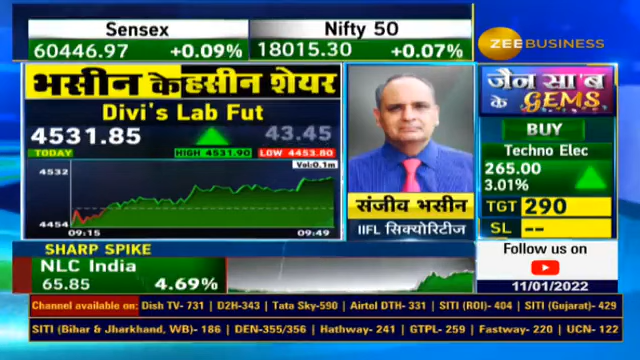 Sensex
60446.97 +0.09%
Nifty 50
18015.30 +0.07%
ZEE BUSINESS
भसीन के हसीन शेयर
Divi's Lab Fut
4531.85 43.45
TODAY HIGH 4531.90 LOW 4453.80
Vol:0.1m
4532
4454
09:15 09:49
संजीव भसीन
IIFL सिक्योरिटीज
जैन सा'ब
के GEMS
BUY
Techno Elec
265.00
3.01%
TGT 290
SL --
SHARP SPIKE
NLC India
65.85 4.69%
Follow us on
11/01/2022
Channel available on: Dish TV- 731 | D2H-343 | Tata Sky-590 | Airtel DTH- 331 | SITI (ROI)- 404 | SITI (Gujarat)- 429
SITI (Bihar & Jharkhand, WB)- 186 | DEN-355/356 | Hathway- 241 | GTPL- 259 | Fastway- 220 | UCN- 122